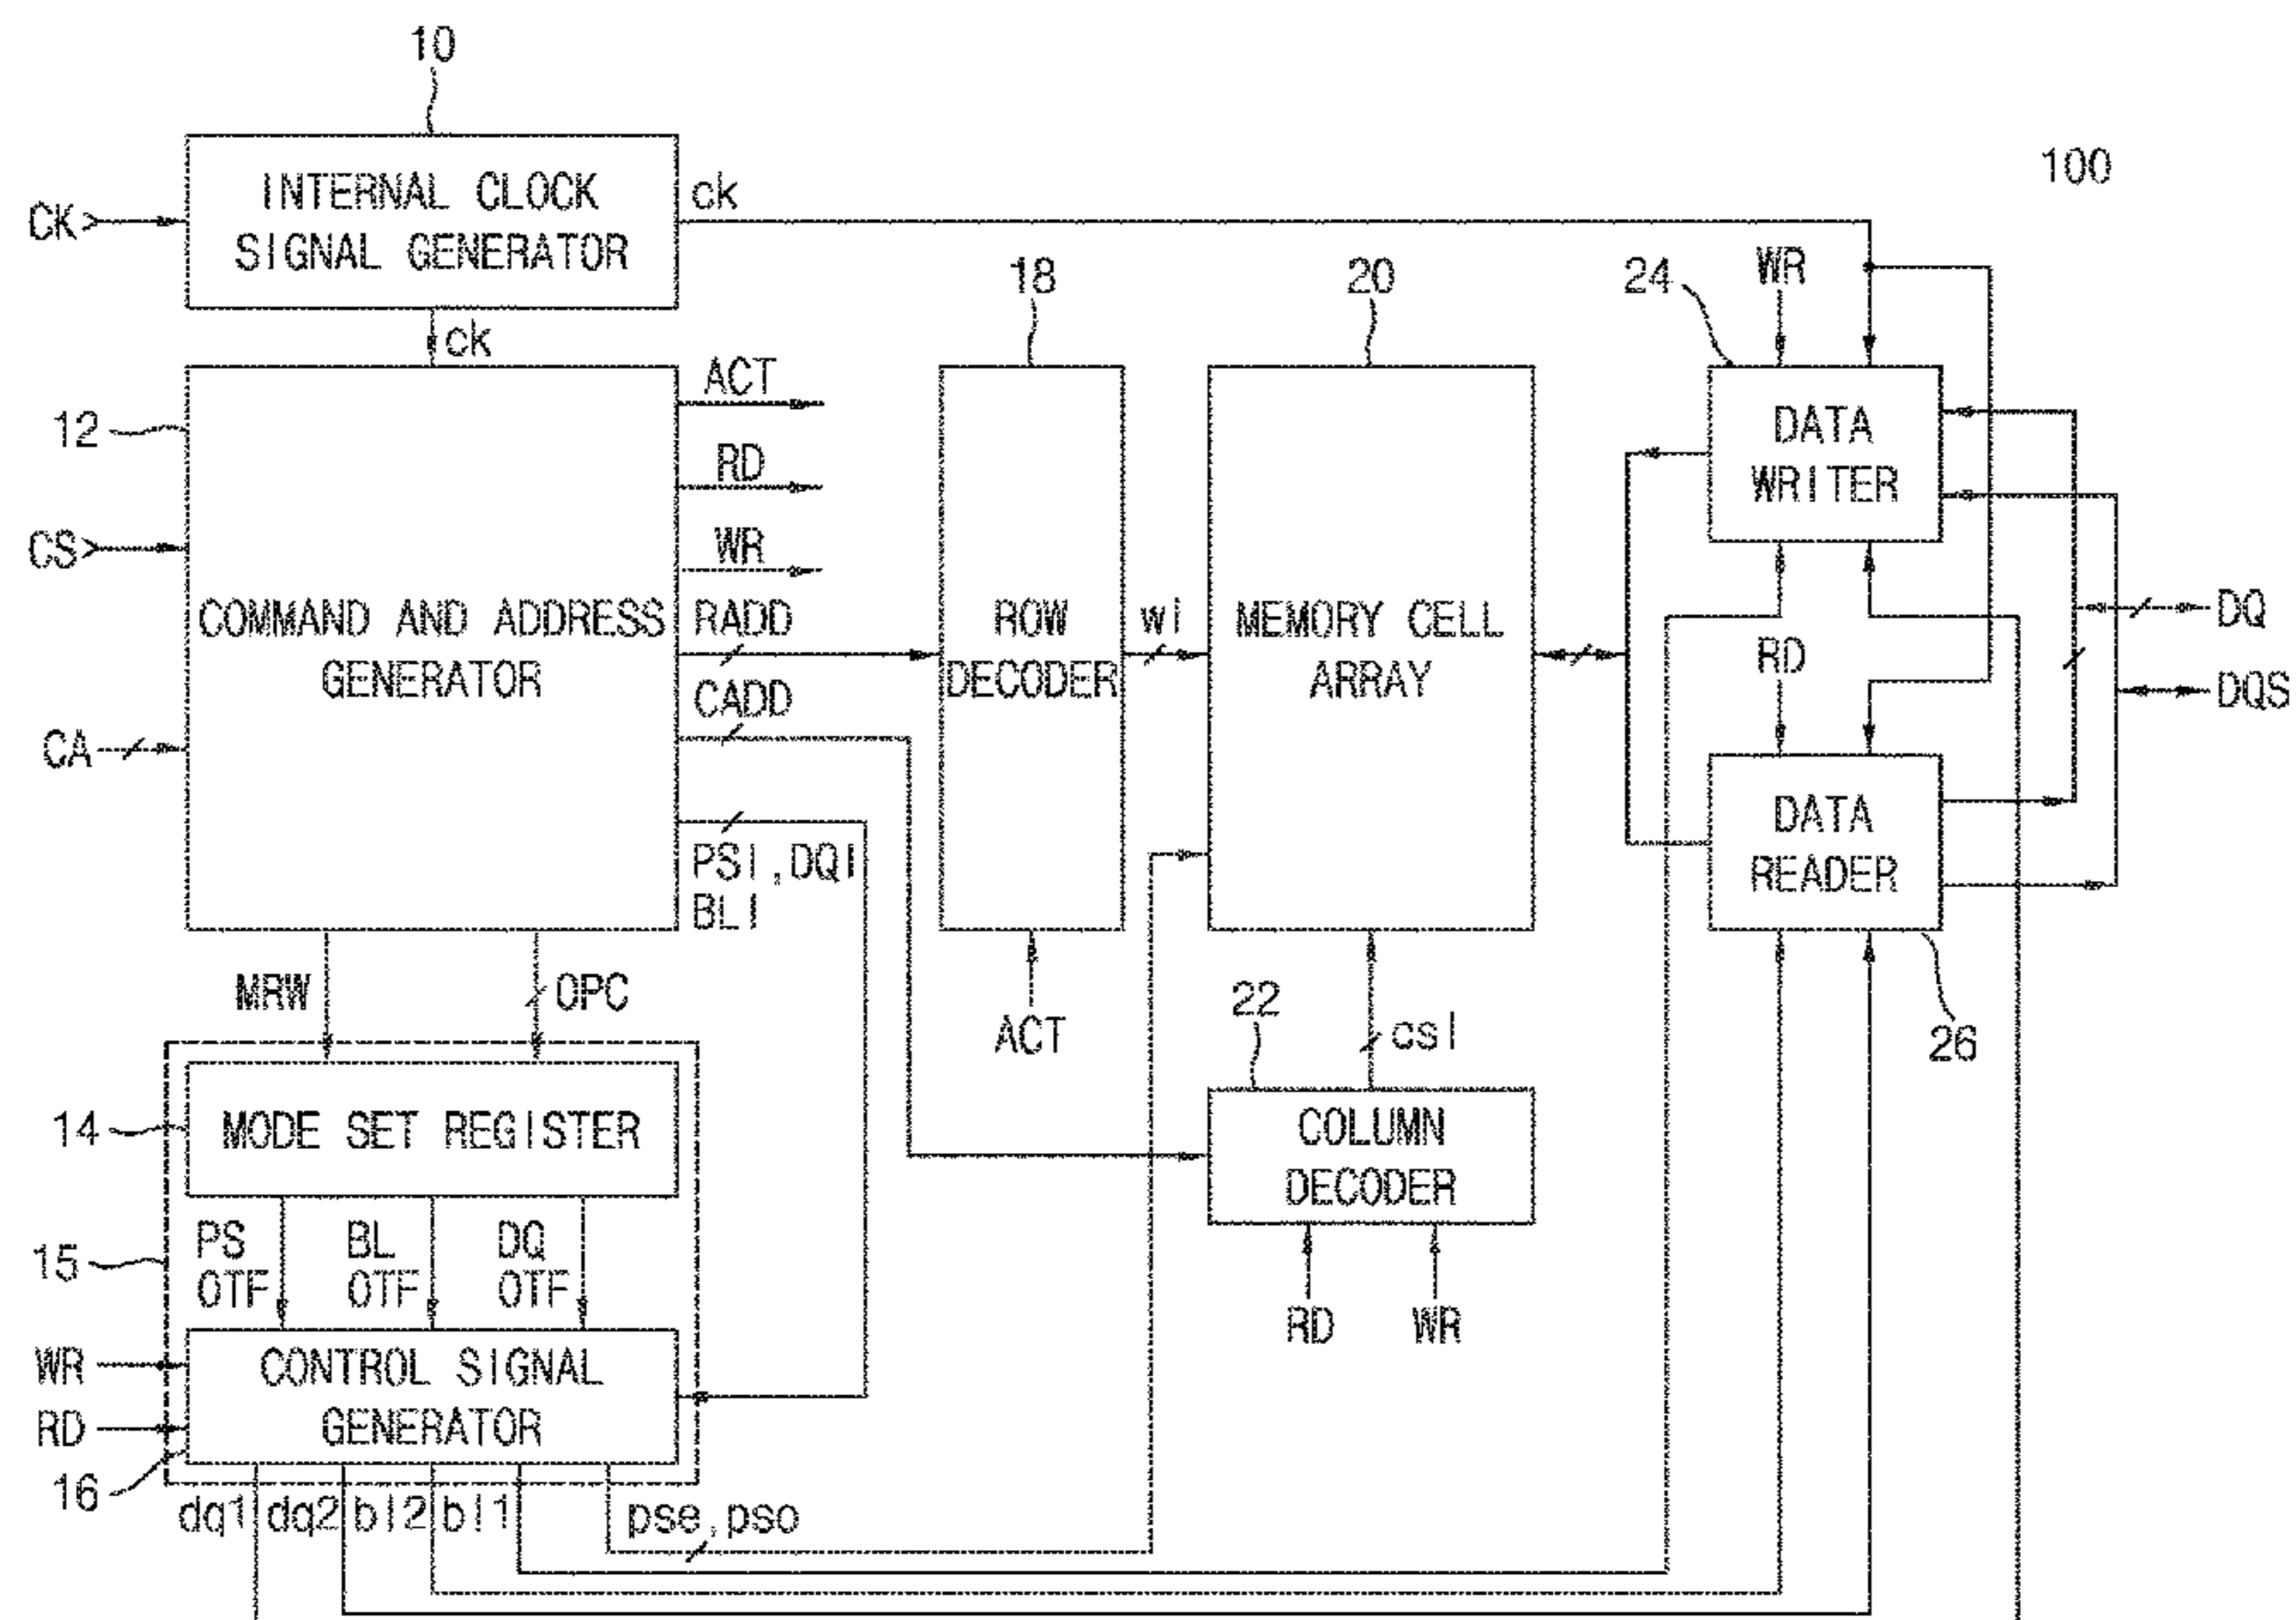 10
100
INTERNAL CLOCK
SIGNAL GENERATOR
CK
ck
ck
18
20
24
WR
12
ACT
RD
WR
CS
CA
COMMAND AND ADDRESS
GENERATOR
RADD
CADD
PSI,DQI
BLI
ROW
DECODER
wl
MEMORY CELL
ARRAY
DATA
WRITER
DQ
RD
DQS
DATA
READER
MRW
OPC
ACT
22
csl
26
14
MODE SET REGISTER
COLUMN
DECODER
15
PS
OTF
BL
OTF
DQ
OTF
RD
WR
WR
RD
CONTROL SIGNAL
GENERATOR
16
dq1
dq2
bl2
bl1
pse,pso